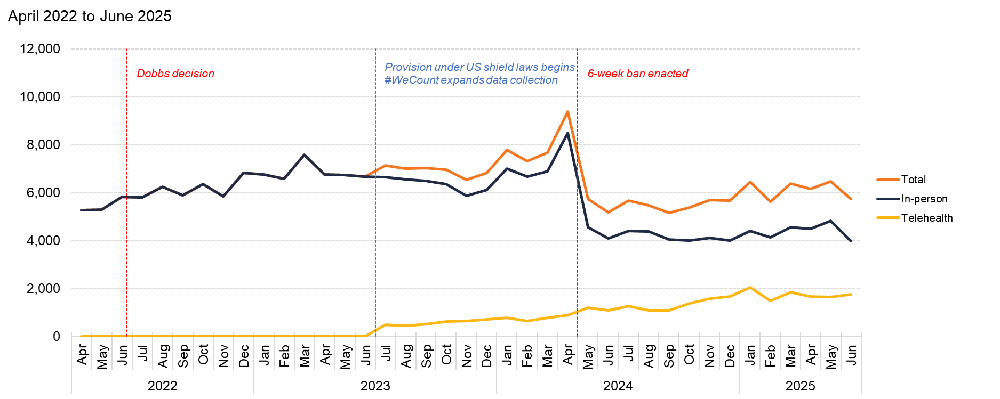 April 2022 to June 2025
12,000
10,000
8,000
6,000
4,000
2,000
0
Dobbs decision
Provision under US shield laws begins
#WeCount expands data collection
6-week ban enacted
Total
In-person
Telehealth
Apr May Jun Jul Aug Sep Oct Nov Dec Jan Feb Mar Apr May Jun Jul Aug Sep Oct Nov Dec Jan Feb Mar Apr May Jun Jul Aug Sep Oct Nov Dec Jan Feb Mar Apr May Jun
2022 2023 2024 2025